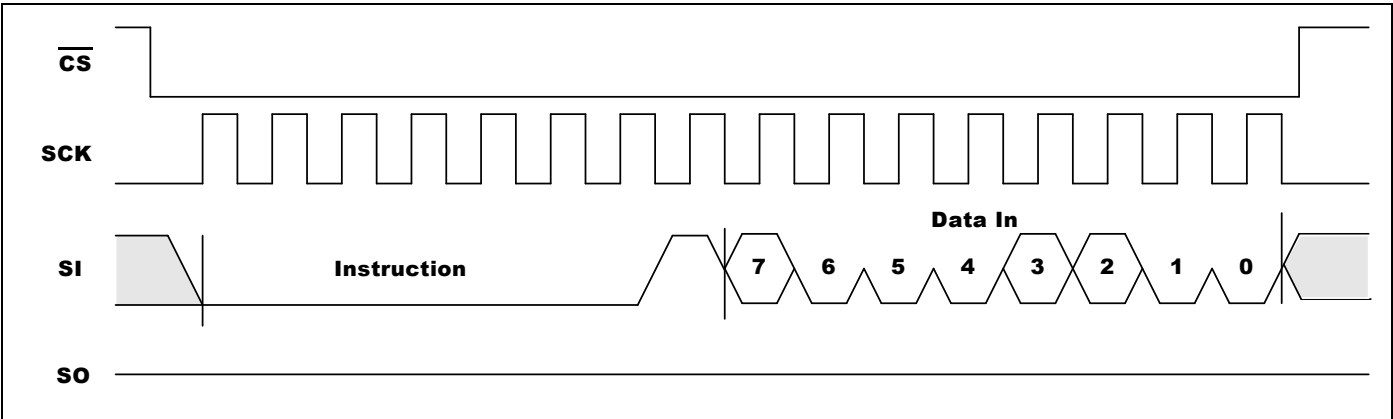 CS
SCK
Data In
SI Instruction 7 6 5 4 3 2 1 0
SO